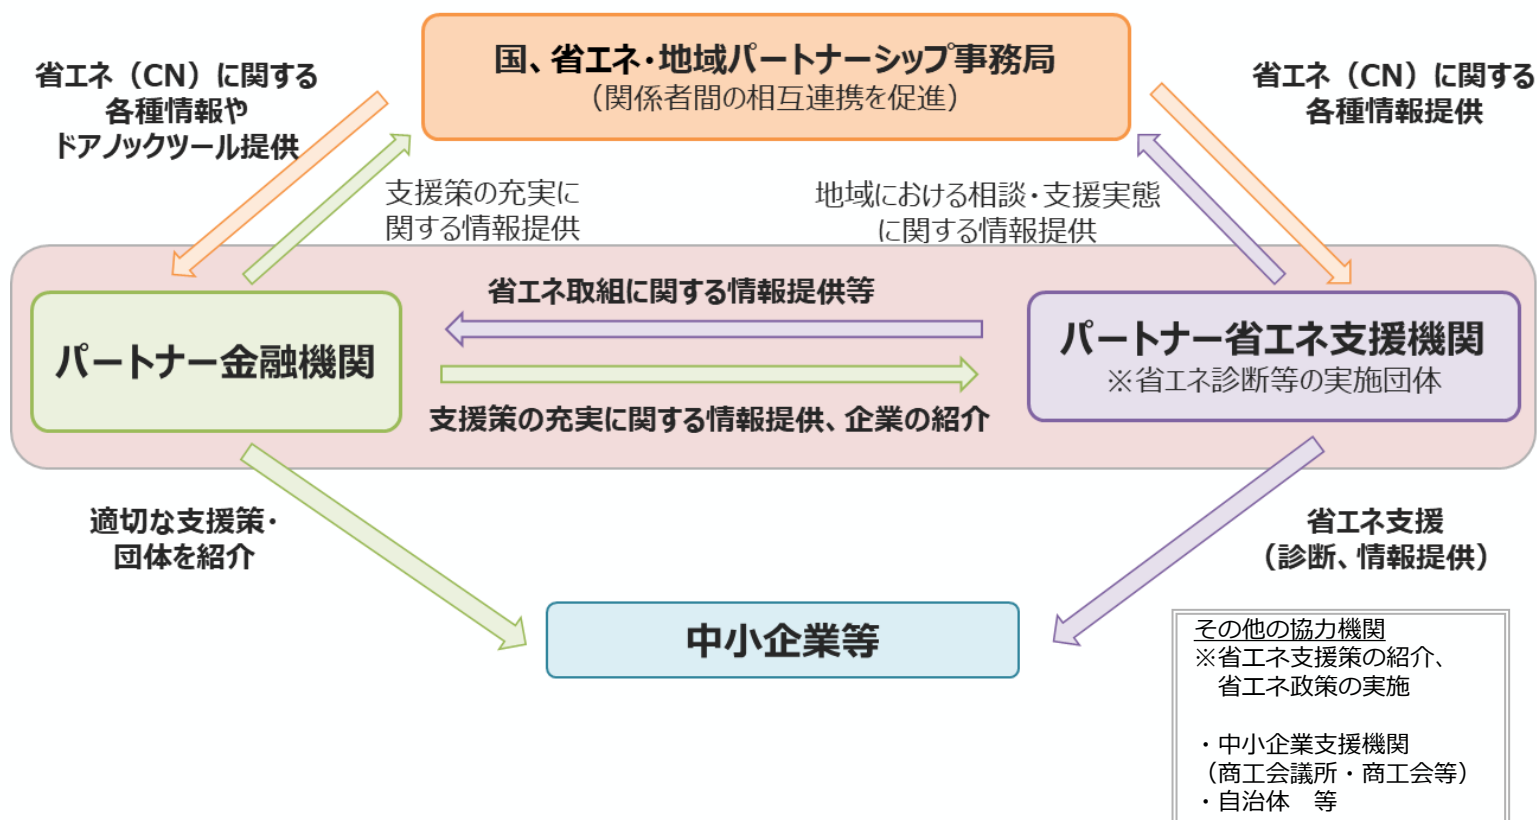 国、省エネ・地域パートナーシップ事務局
（関係者間の相互連携を促進）
省エネ（CN）に関する
各種情報や
ドアノックツール提供
省エネ（CN）に関する
各種情報提供
支援策の充実に
関する情報提供
地域における相談・支援実態
に関する情報提供
省エネ取組に関する情報提供等
パートナー金融機関
パートナー省エネ支援機関
※省エネ診断等の実施団体
支援策の充実に関する情報提供、企業の紹介
適切な支援策・
団体を紹介
省エネ支援
（診断、情報提供）
中小企業等
その他の協力機関
※省エネ支援策の紹介、
省エネ政策の実施
・中小企業支援機関
（商工会議所・商工会等）
・自治体　等